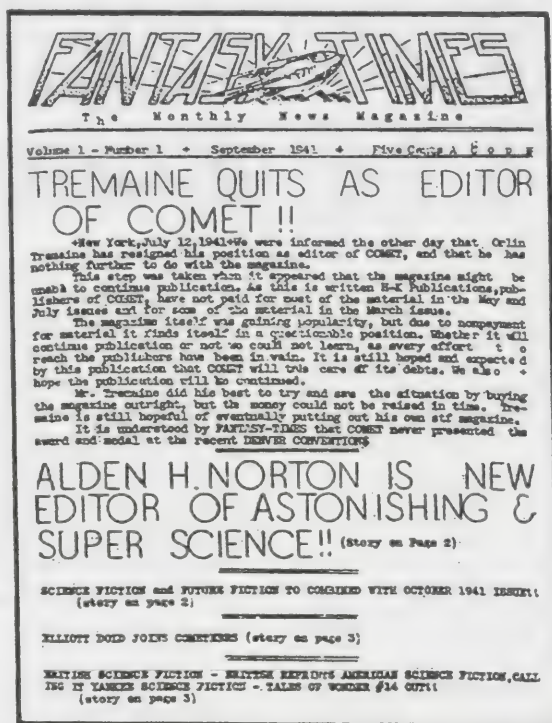 FANTASY TIMES
The Monthly News Magazine
Volume 1 - Number 1 + September 1941 + Five Cents A Copy
TREMAINE QUITS AS EDITOR
OF COMET !!
+New York,July 12,1941+We were informed the other day that Orlin
Tremaine has resigned his position as editor of COMET, and that he has
nothing further to do with the magazine.
This step was taken when it appeared that the magazine might be
unable to continue publication. As this is written H-K Publications,pub-
lishers of COMET, have not paid for most of the material in the May and
July issues and for some of the material in the March issue.
The magazine itself was gaining popularity, but due to nonpayment
for material it finds itself in a questionable position. Whether it will
continue publication or not we could not learn, as every effort t o
reach the publishers have been in vain. It is still hoped and expected
by this publication that COMET will take care of its debts. We also +
hope the publication will be continued.
Mr. Tremaine did his best to try and save the situation by buying
the magazine outright, but the money could not be raised in time. Tre-
maine is still hopeful of eventually putting out his own stf magazine.
It is understood by FANTASY-TIMES that COMET never presented the
award and medal at the recent DENVER CONVENTION$
ALDEN H. NORTON IS NEW
EDITOR OF ASTONISHING &
SUPER SCIENCE!! (Story on Page 2)
SCIENCE FICTION and FUTURE FICTION TO COMBINED WITH OCTOBER 1941 ISSUE!!
(story on page 2)
ELLIOTT DOLD JOINS COMETEERS (story on page 3)
BRITISH SCIENCE FICTION - BRITISH REPRINTS AMERICAN SCIENCE FICTION,CALL
ING IT YANKEE SCIENCE FICTION - TALES OF WONDER #14 OUT!!
(story on page 3)